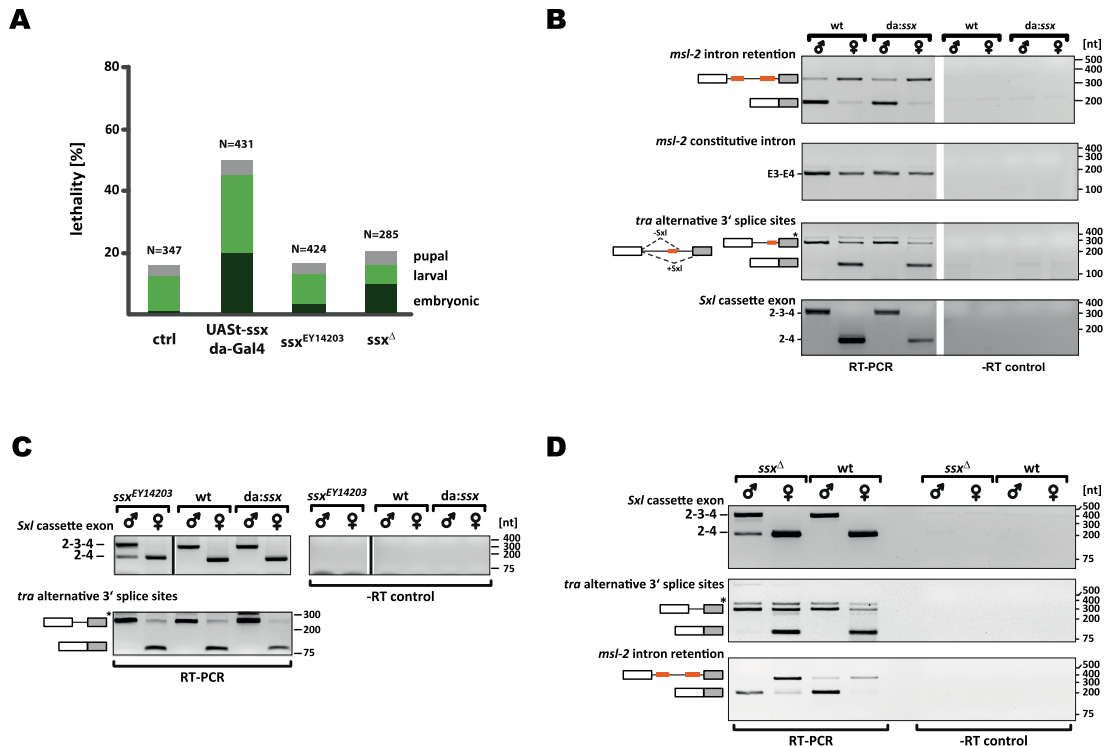 A
80
60
40
20
lethality [%]
N=347
N=431
N=424
N=285
pupal
larval
embryonic
ctrl
UASt-ssx
da-Gal4
ssxEY14203
ssxΔ
B
wt da:ssx wt da:ssx
♂ ♀ ♂ ♀ ♂ ♀ ♂ ♀ [nt]
msl-2 intron retention
500
400
300
200
msl-2 constitutive intron
E3-E4
400
300
200
100
tra alternative 3′ splice sites
-Sxl
+Sxl
*
400
300
200
100
Sxl cassette exon
2-3-4
2-4
400
300
200
RT-PCR -RT control
C
ssxEY14203 wt da:ssx ssxEY14203 wt da:ssx
Sxl cassette exon ♂ ♀ ♂ ♀ ♂ ♀ ♂ ♀ ♂ ♀ ♂ ♀ [nt]
2-3-4
2-4
400
300
200
75
-RT control
tra alternative 3′ splice sites
*
300
200
75
RT-PCR
D
ssxΔ wt ssxΔ wt
♂ ♀ ♂ ♀ ♂ ♀ ♂ ♀ [nt]
Sxl cassette exon
2-3-4
2-4
500
400
300
200
75
tra alternative 3′ splice sites
*
500
400
300
200
75
msl-2 intron retention
500
400
300
200
75
RT-PCR -RT control